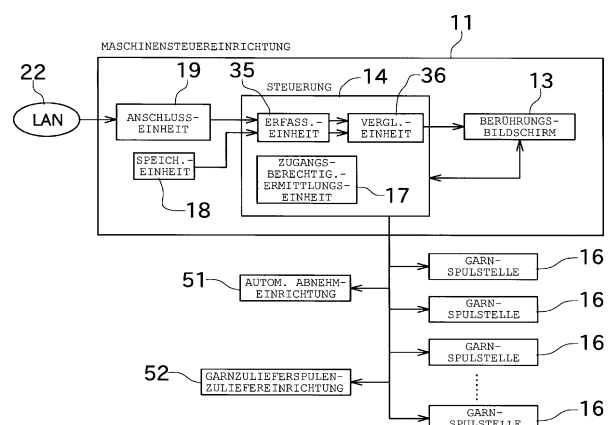 11
MASCHINENSTEUEREINRICHTUNG
22
19
35
14
36
13
STEUERUNG
LAN
ANSCHLUSS-
EINHEIT
ERFASS.-
EINHEIT
VERGL.-
EINHEIT
BERÜHRUNGS-
BILDSCHIRM
SPEICH.-
EINHEIT
18
ZUGANGS-
BERECHTIG.-
ERMITTLUNGS-
EINHEIT
17
GARN-
SPULSTELLE
16
51
AUTOM. ABNEHM-
EINRICHTUNG
GARN-
SPULSTELLE
16
GARN-
SPULSTELLE
16
52
GARNZULIEFERSPULEN-
ZULIEFEREINRICHTUNG
GARN-
SPULSTELLE
16